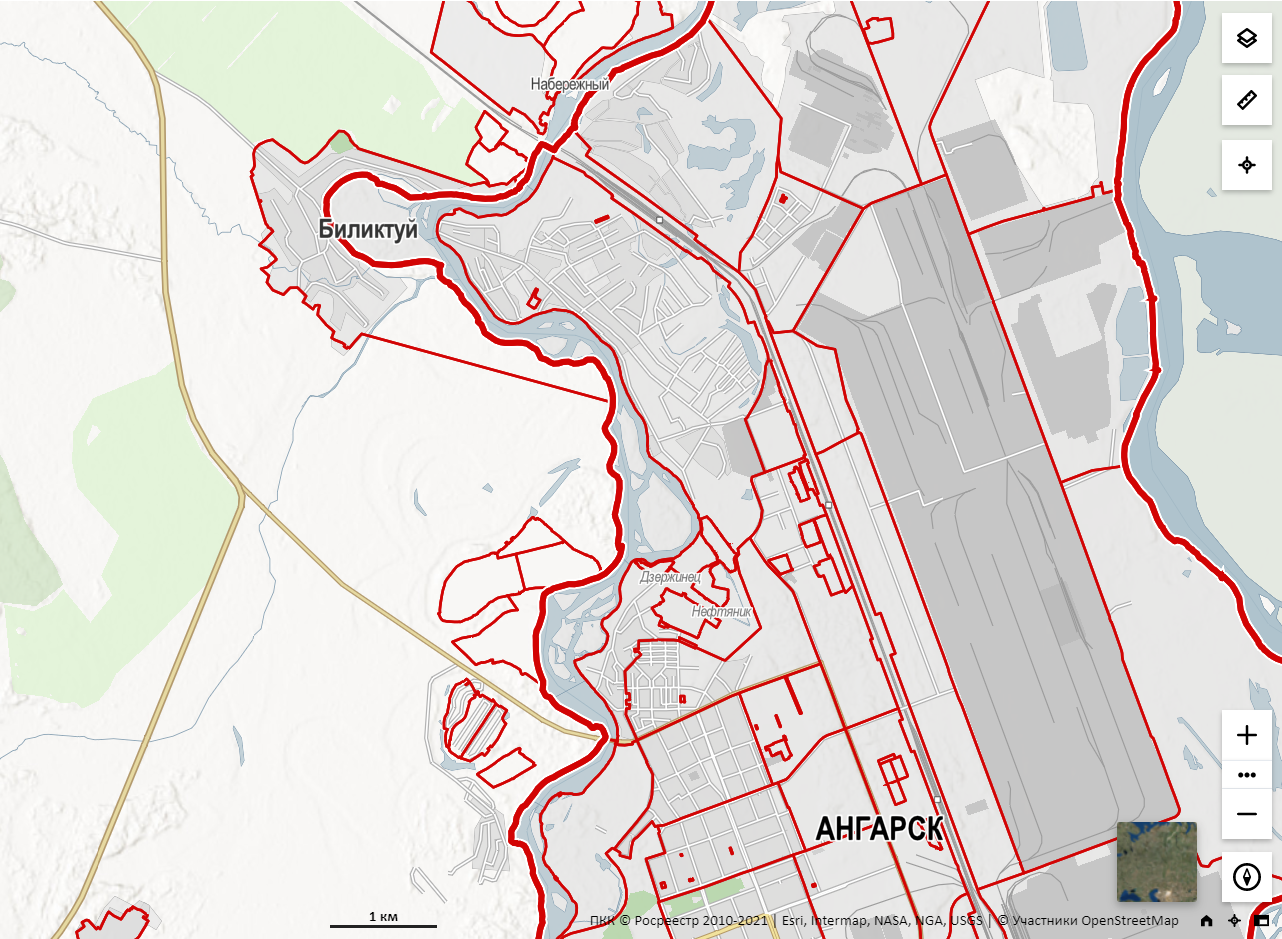 Набережный
Биликтуй
Дзержинец
Нефтяник
АНГАРСК
1 км
ПКК © Росреестр 2010-2021 | Esri, Intermap, NASA, NGA, USGS | © Участники OpenStreetMap